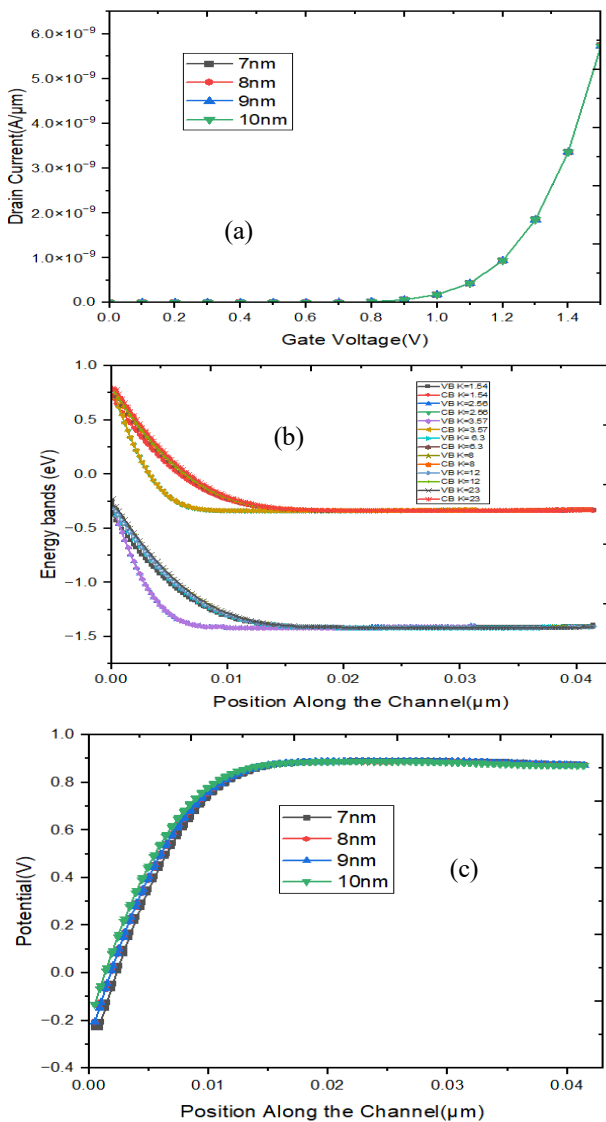 6.0×10⁻⁹
5.0×10⁻⁹
4.0×10⁻⁹
3.0×10⁻⁹
2.0×10⁻⁹
1.0×10⁻⁹
0.0
Drain Current(A/μm)
7nm
8nm
9nm
10nm
(a)
0.0 0.2 0.4 0.6 0.8 1.0 1.2 1.4
Gate Voltage(V)
1.0
0.5
0.0
−0.5
−1.0
−1.5
Energy bands (eV)
VB K=1.54
CB K=1.54
VB K=2.56
CB K=2.56
VB K=3.57
CB K=3.57
VB K=6.3
CB K=6.3
VB K=8
CB K=8
VB K=12
CB K=12
VB K=23
CB K=23
(b)
0.00 0.01 0.02 0.03 0.04
Position Along the Channel(μm)
1.0
0.8
0.6
0.4
0.2
0.0
−0.2
−0.4
Potential(V)
7nm
8nm
9nm
10nm
(c)
0.00 0.01 0.02 0.03 0.04
Position Along the Channel(μm)